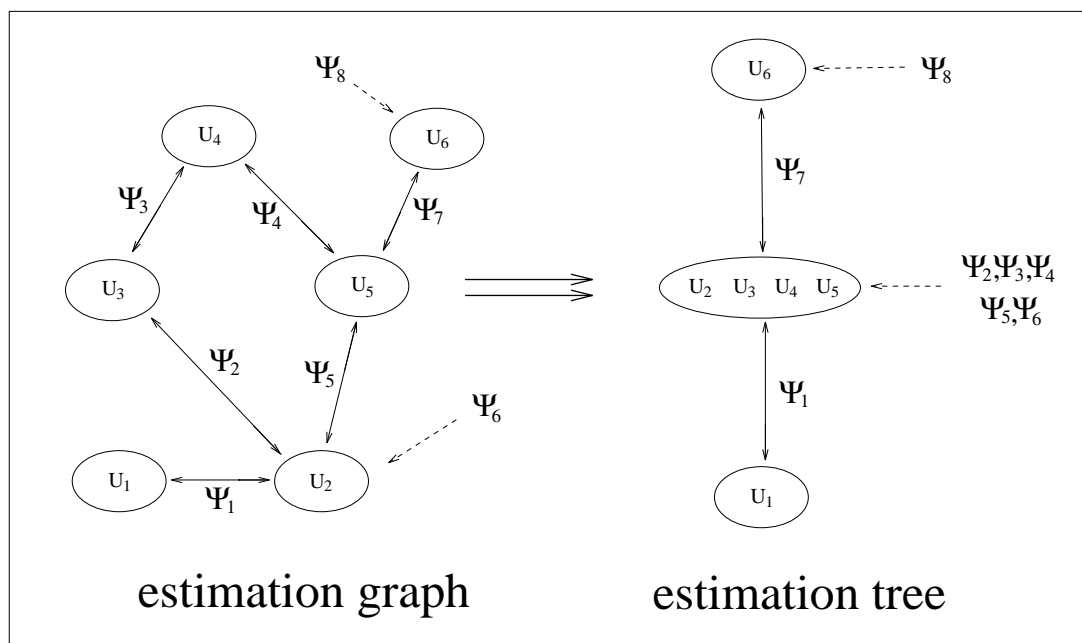 Ψ8
U4
U6
Ψ3
Ψ4
Ψ7
U3
U5
Ψ2
Ψ5
Ψ6
U1
Ψ1
U2
estimation graph
U6
Ψ8
Ψ7
U2 U3 U4 U5
Ψ2,Ψ3,Ψ4
Ψ5,Ψ6
Ψ1
U1
estimation tree